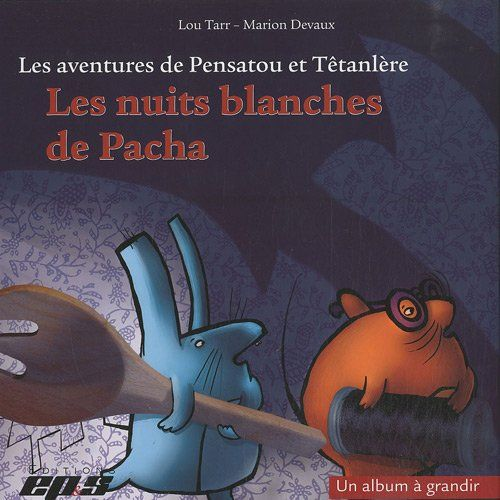 Lou Tarr – Marion Devaux
Les aventures de Pensatou et Têtanlère
Les nuits blanches
de Pacha
EDITIONS
ep&s
Un album à grandir